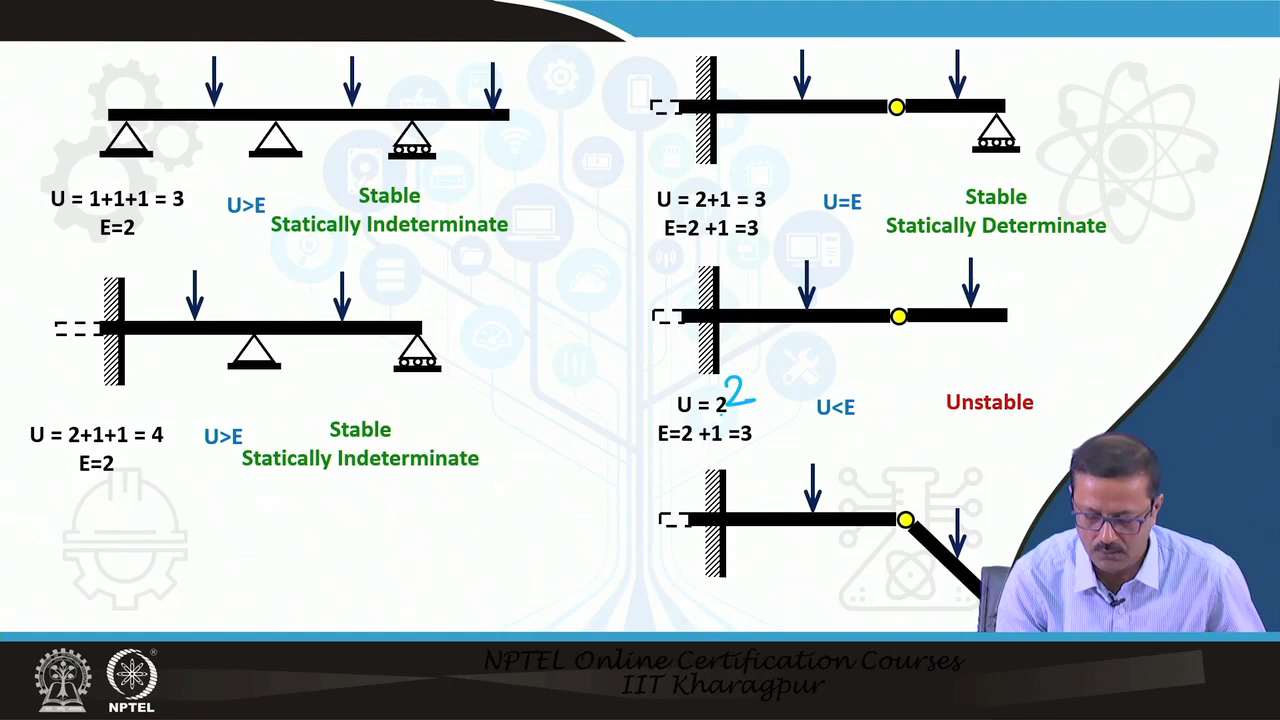 U = 1+1+1 = 3
E=2
U>E
Stable
Statically Indeterminate
U = 2+1+1 = 4
E=2
U>E
Stable
Statically Indeterminate
U = 2+1 = 3
E=2 +1 =3
U=E
Stable
Statically Determinate
U = 2
2
E=2 +1 =3
U<E
Unstable
NPTEL
®
NPTEL Online Certification Courses
IIT Kharagpur